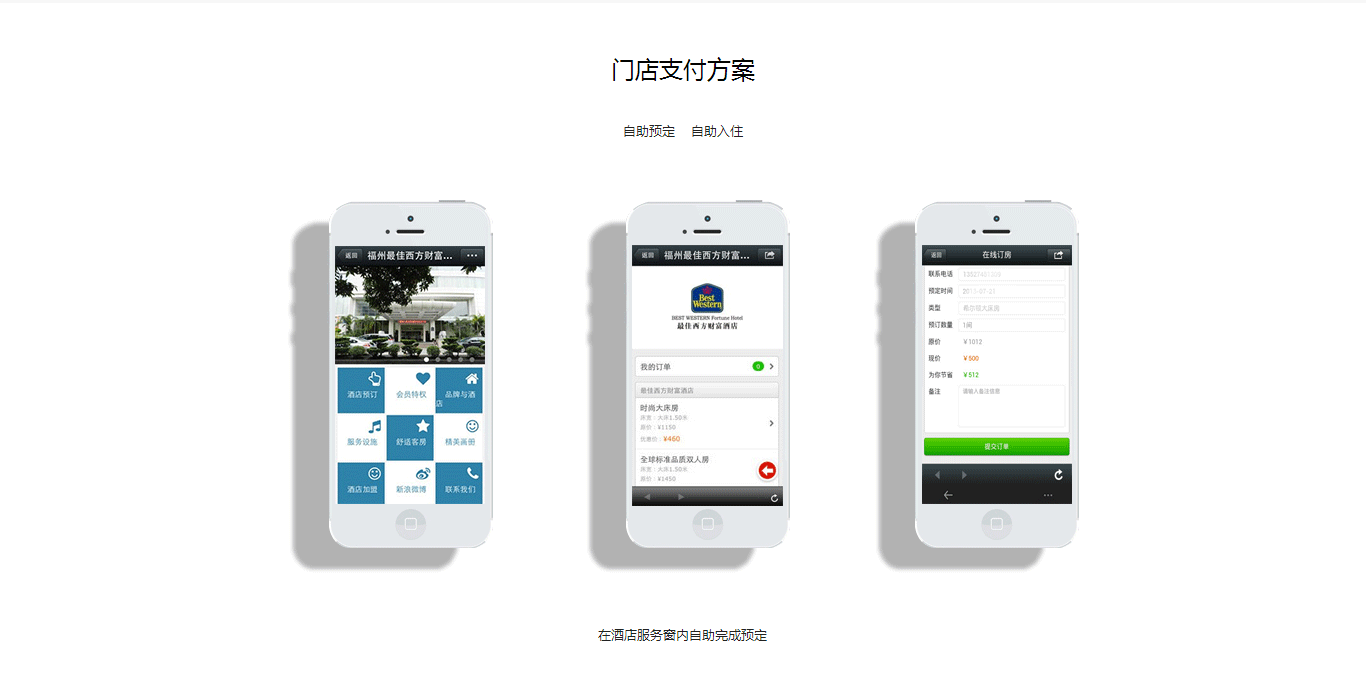 门店支付方案
自助预定 自助入住
返回 福州最佳西方财富... ...
酒店预订
会员特权
品牌与酒店
服务设施
舒适客房
精美画册
酒店加盟
新浪微博
联系我们
返回 福州最佳西方财富...
Best
Western
BEST WESTERN Fortune Hotel
最佳西方财富酒店
我的订单 0
最佳西方财富酒店
时尚大床房
床宽：大床1.50米
原价：¥1150
优惠价：¥460
全球标准品质双人房
床宽：大床1.50米
原价：¥1450
返回 在线订房
联系电话
预定时间
类型
预订数量 1间
原价 ¥1012
现价 ¥500
为你节省 ¥512
备注 请输入备注信息
提交订单
在酒店服务窗内自助完成预定